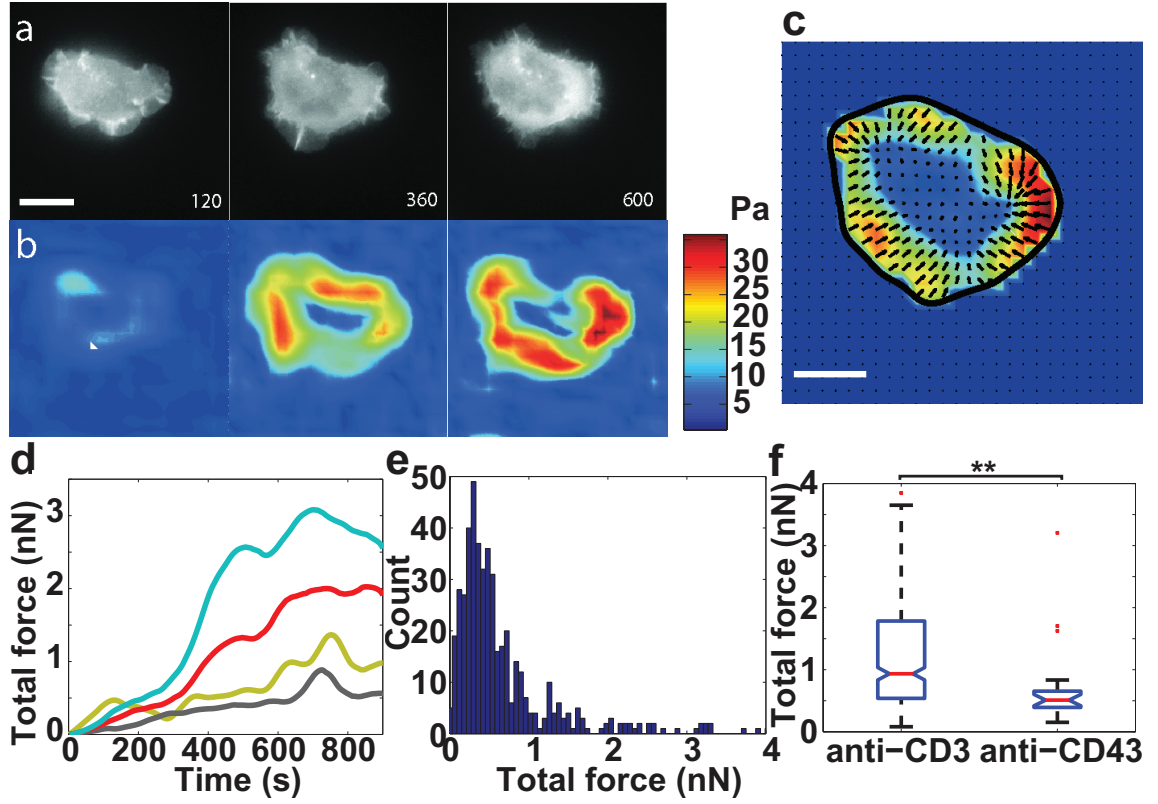 a
120
360
600
b
Pa
30
25
20
15
10
5
c
d
Total force (nN)
3
2
1
0
0 200 400 600 800
Time (s)
e
Count
50
40
30
20
10
0
0 1 2 3 4
Total force (nN)
f
**
Total force (nN)
4
3
2
1
0
anti−CD3 anti−CD43